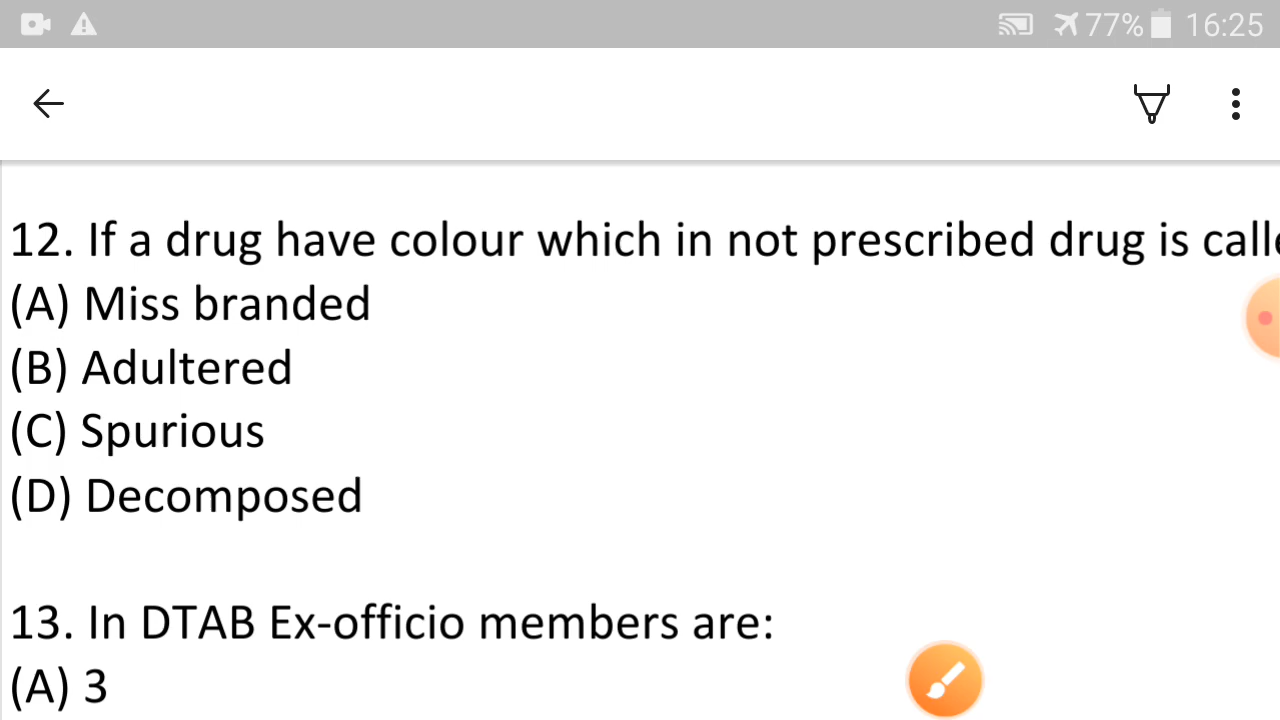 77% 16:25
12. If a drug have colour which in not prescribed drug is calle
(A) Miss branded
(B) Adultered
(C) Spurious
(D) Decomposed
13. In DTAB Ex-officio members are:
(A) 3